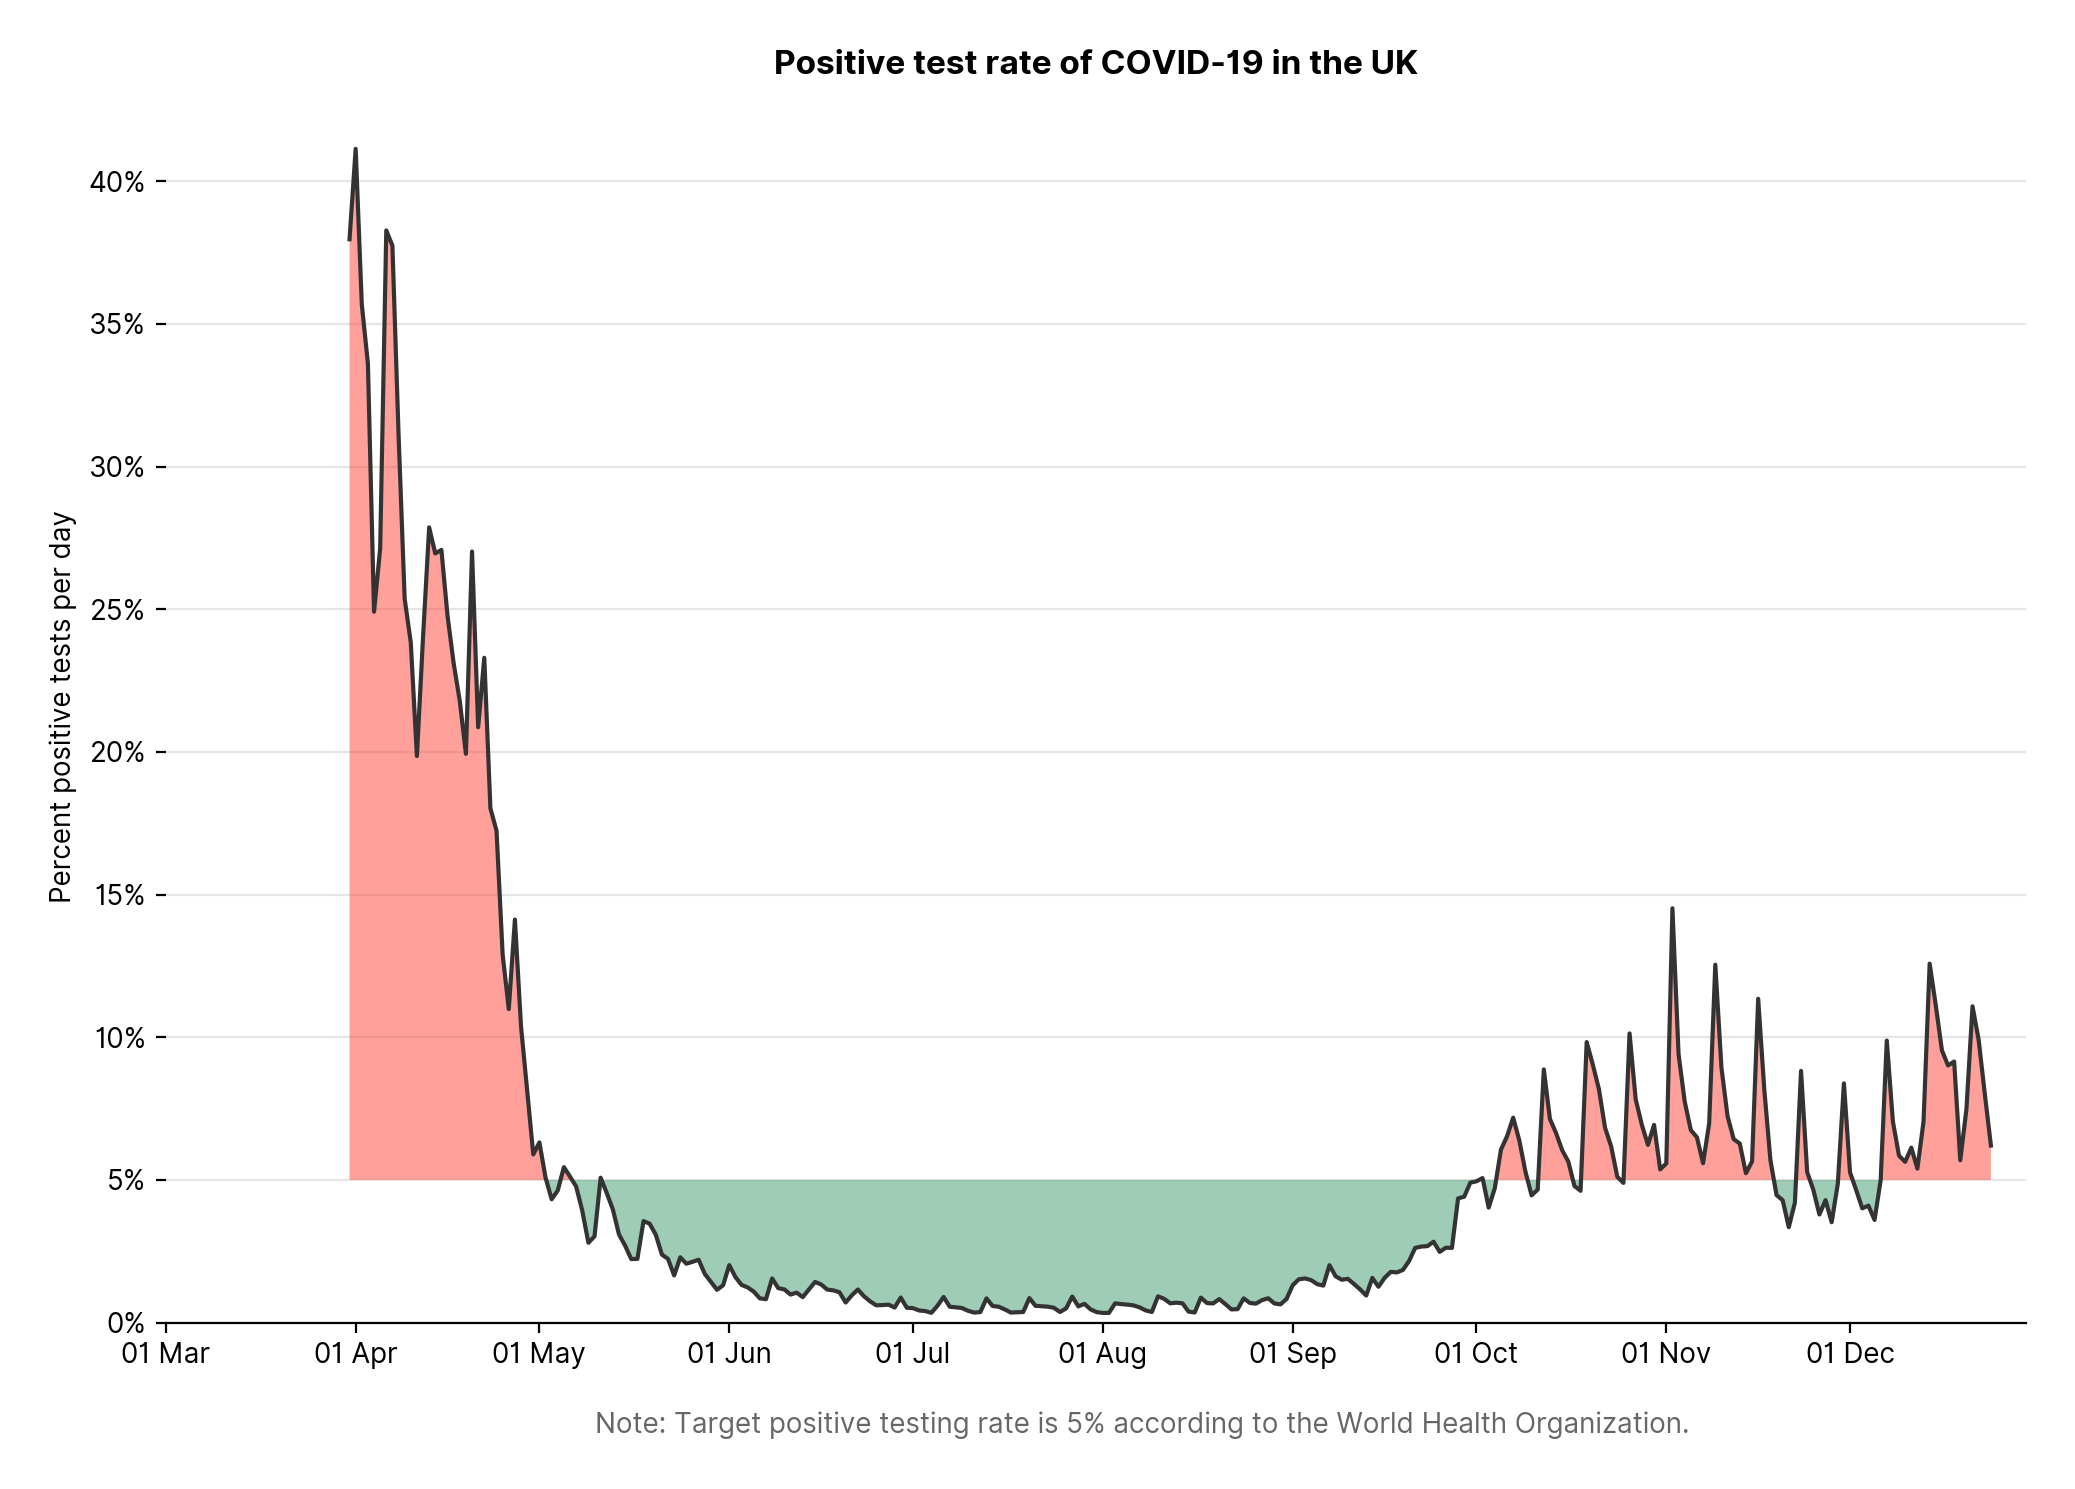 Positive test rate of COVID-19 in the UK
Percent positive tests per day
40%
35%
30%
25%
20%
15%
10%
5%
0%
01 Mar 01 Apr 01 May 01 Jun 01 Jul 01 Aug 01 Sep 01 Oct 01 Nov 01 Dec
Note: Target positive testing rate is 5% according to the World Health Organization.